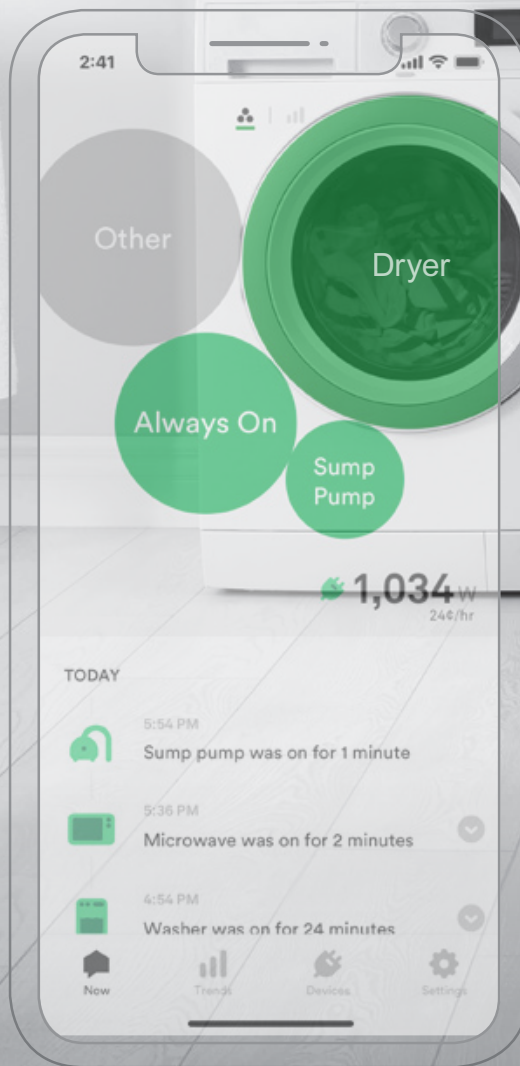 2:41
Other
Dryer
Always On
Sump
Pump
1,034 W
24¢/hr
TODAY
5:54 PM
Sump pump was on for 1 minute
5:36 PM
Microwave was on for 2 minutes
4:54 PM
Washer was on for 24 minutes
Now Trends Devices Settings